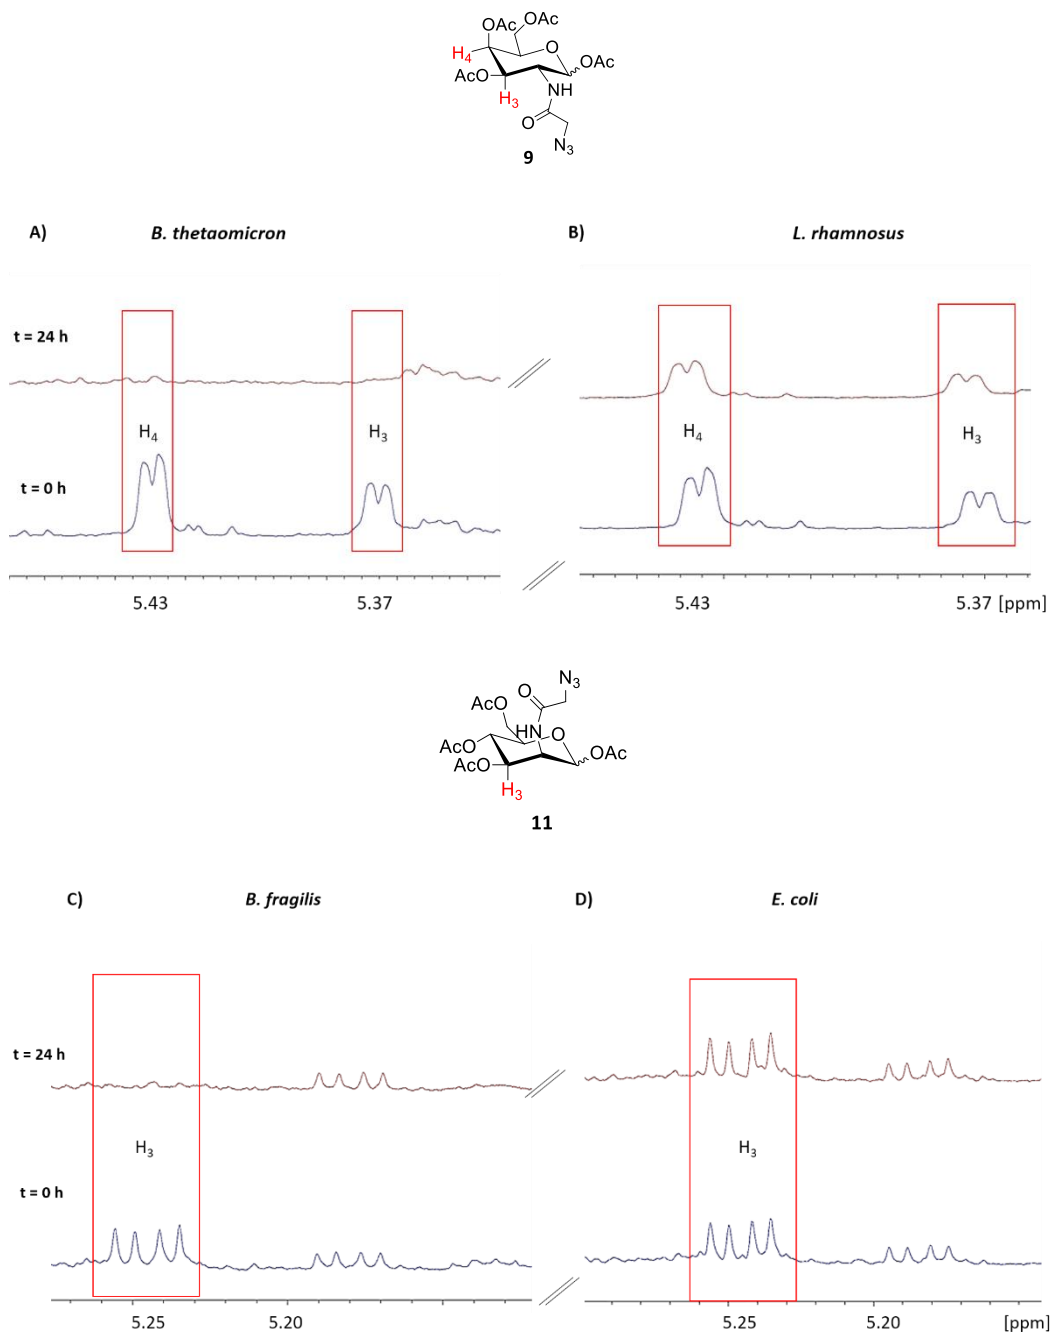 OAc
OAc
H4
O
OAc
AcO
NH
H3
O
N3
9
A) B. thetaomicron B) L. rhamnosus
t = 24 h
H4 H3 H4 H3
t = 0 h
5.43 5.37 5.43 5.37 [ppm]
N3
O
AcO
HN
O
AcO
OAc
AcO
H3
11
C) B. fragilis D) E. coli
t = 24 h
H3 H3
t = 0 h
5.25 5.20 5.25 5.20 [ppm]